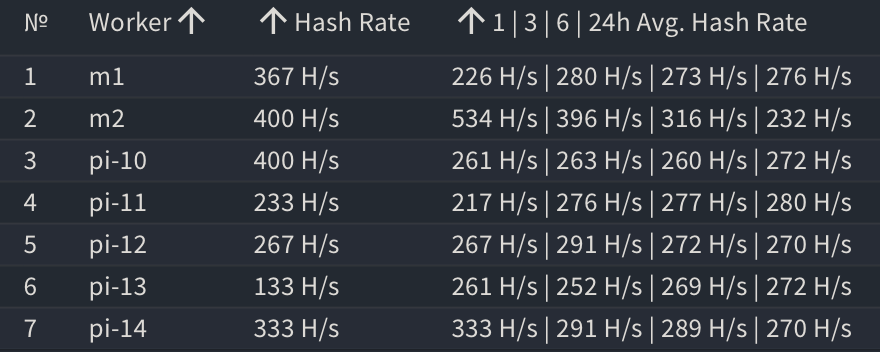 № Worker ↑ ↑ Hash Rate ↑ 1 | 3 | 6 | 24h Avg. Hash Rate
1 m1 367 H/s 226 H/s | 280 H/s | 273 H/s | 276 H/s
2 m2 400 H/s 534 H/s | 396 H/s | 316 H/s | 232 H/s
3 pi-10 400 H/s 261 H/s | 263 H/s | 260 H/s | 272 H/s
4 pi-11 233 H/s 217 H/s | 276 H/s | 277 H/s | 280 H/s
5 pi-12 267 H/s 267 H/s | 291 H/s | 272 H/s | 270 H/s
6 pi-13 133 H/s 261 H/s | 252 H/s | 269 H/s | 272 H/s
7 pi-14 333 H/s 333 H/s | 291 H/s | 289 H/s | 270 H/s